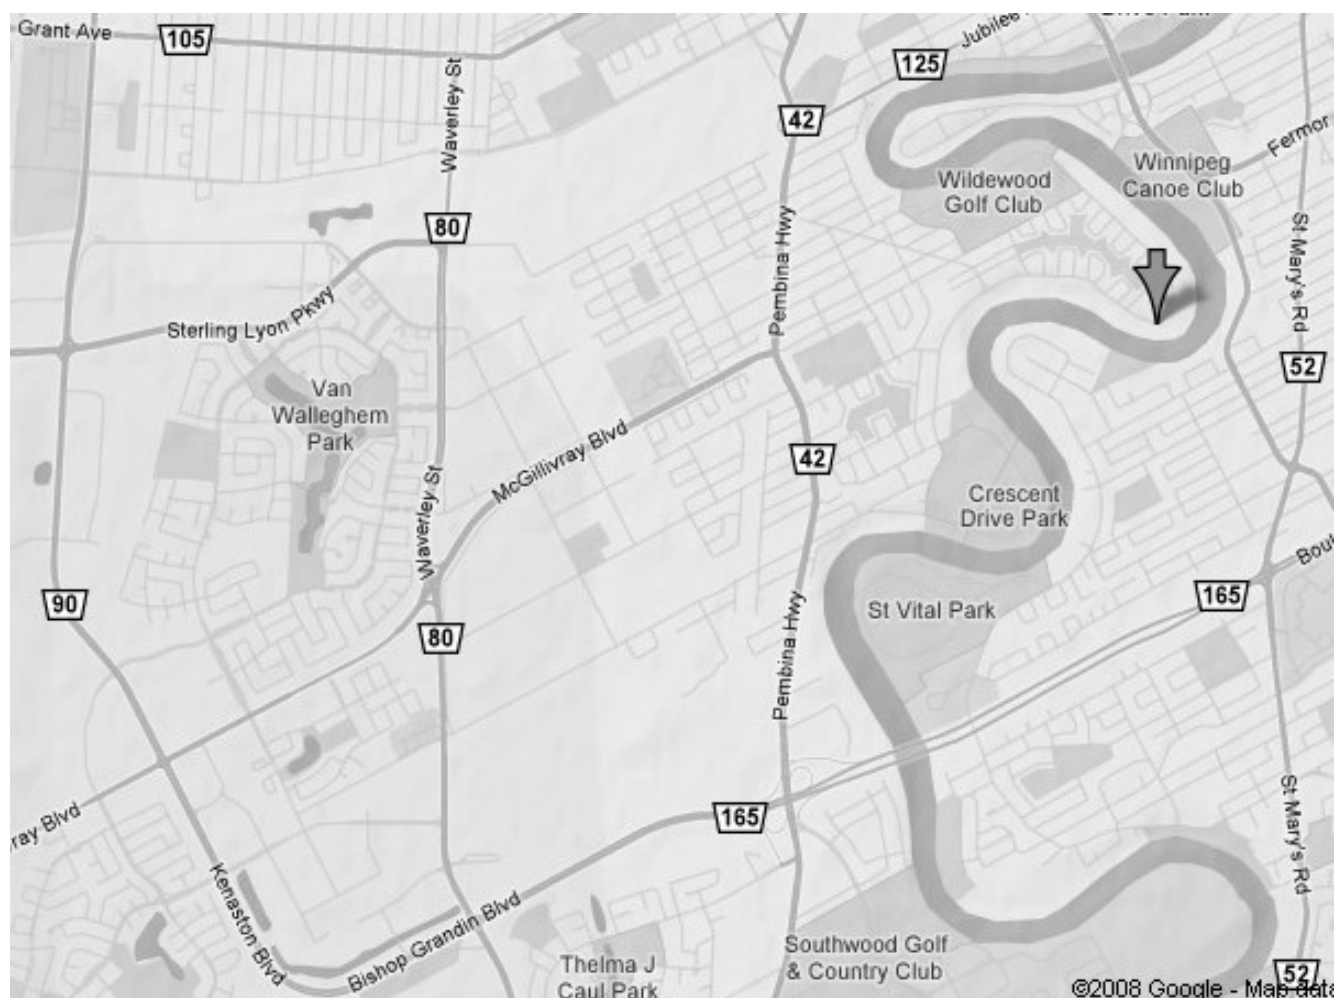 Grant Ave
105
Waverley St
Jubilee
125
42
Fermor
Winnipeg
Canoe Club
Wildewood
Golf Club
80
Pembina Hwy
St Mary's Rd
Sterling Lyon Pkwy
52
Van
Walleghem
Park
McGillivray Blvd
42
Waverley St
Crescent
Drive Park
90
165
St Vital Park
80
Pembina Hwy
165
St Mary's Rd
ray Blvd
Kenaston Blvd
Bishop Grandin Blvd
Southwood Golf
& Country Club
Thelma J
Caul Park
52
©2008 Google - Map data